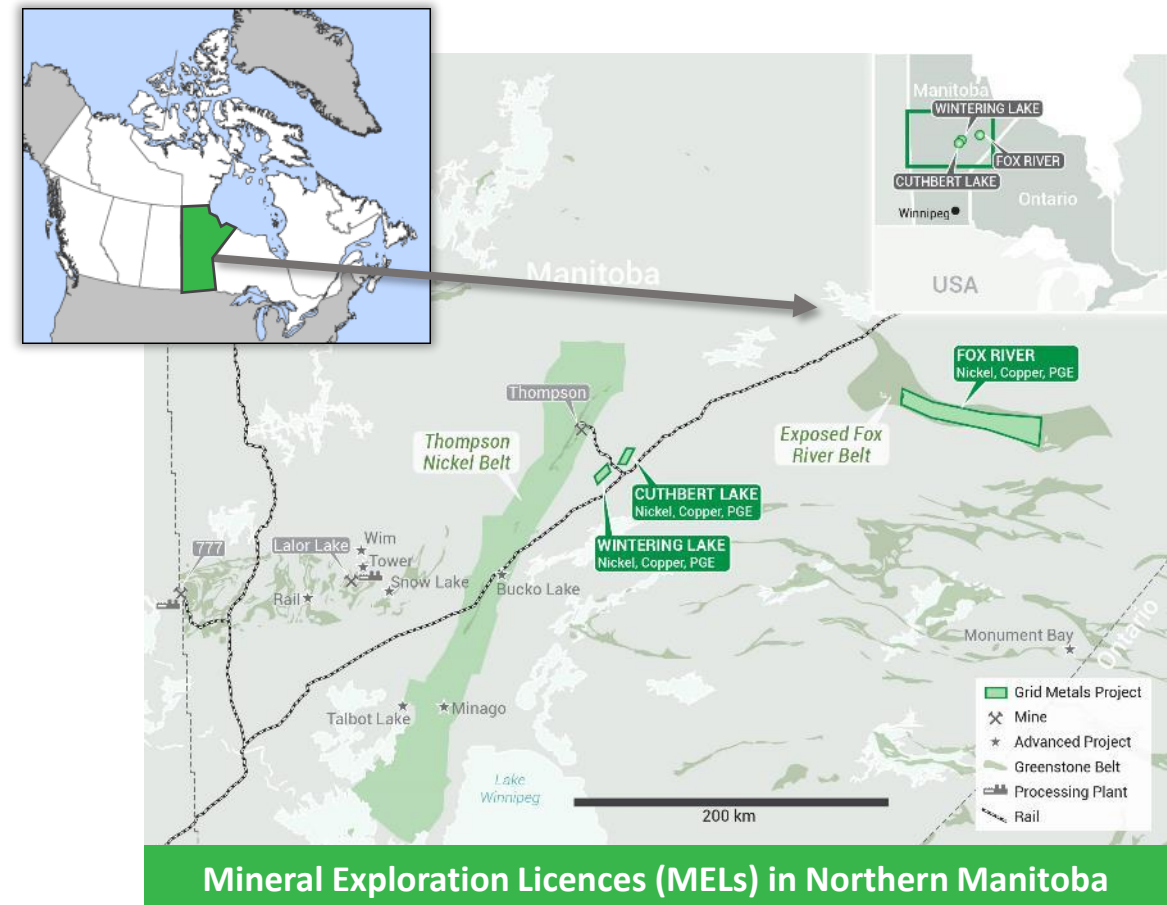 Manitoba
WINTERING LAKE
FOX RIVER
CUTHBERT LAKE
Ontario
Winnipeg
USA
Manitoba
FOX RIVER
Nickel, Copper, PGE
Thompson
Exposed Fox
River Belt
Thompson
Nickel Belt
CUTHBERT LAKE
Nickel, Copper, PGE
WINTERING LAKE
Nickel, Copper, PGE
777
Lalor Lake
Wim
Tower
Snow Lake
Rail
Bucko Lake
Monument Bay
Ontario
Talbot Lake
Minago
Lake
Winnipeg
200 km
Grid Metals Project
Mine
Advanced Project
Greenstone Belt
Processing Plant
Rail
Mineral Exploration Licences (MELs) in Northern Manitoba